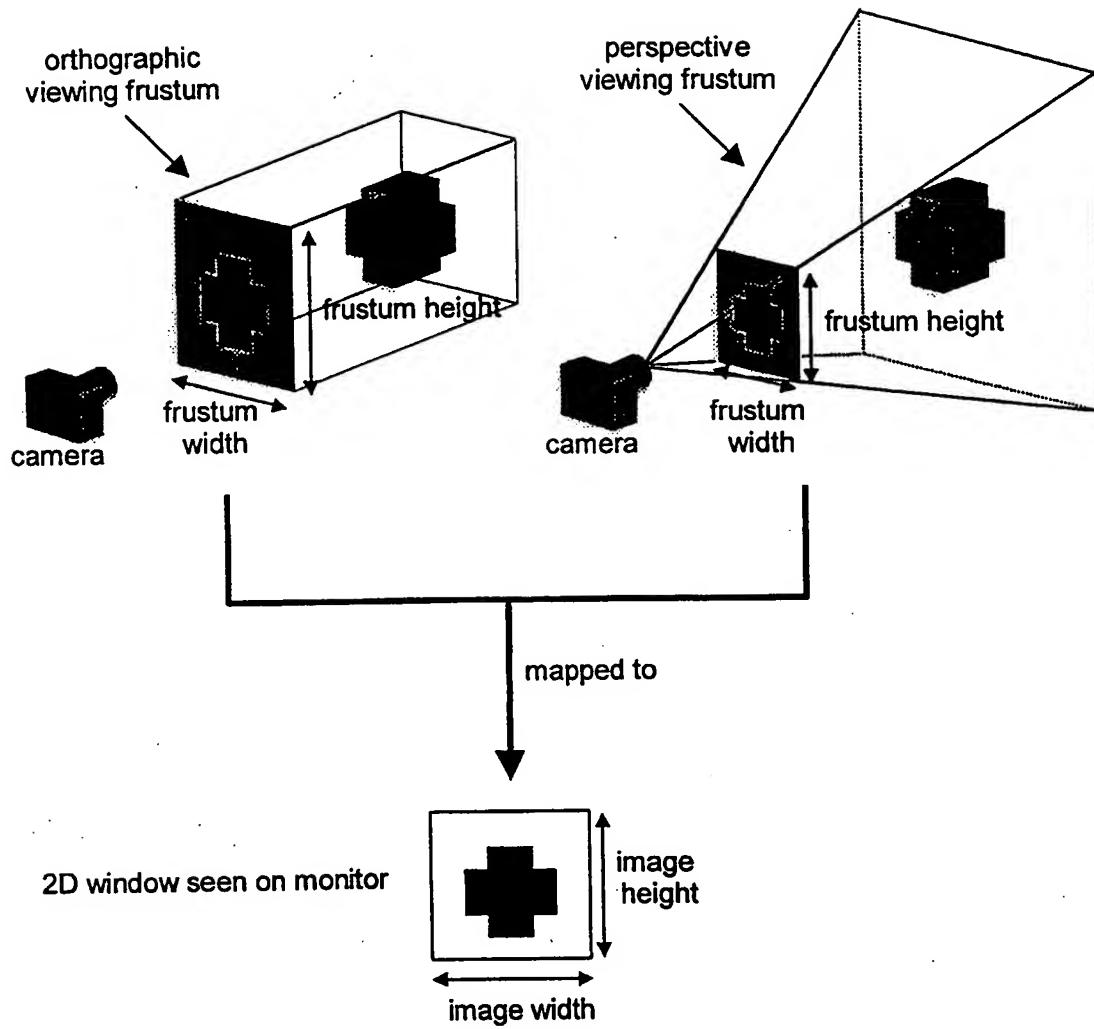 orthographic
viewing frustum
frustum height
frustum
width
camera
perspective
viewing frustum
frustum height
frustum
width
camera
mapped to
2D window seen on monitor
image
height
image width